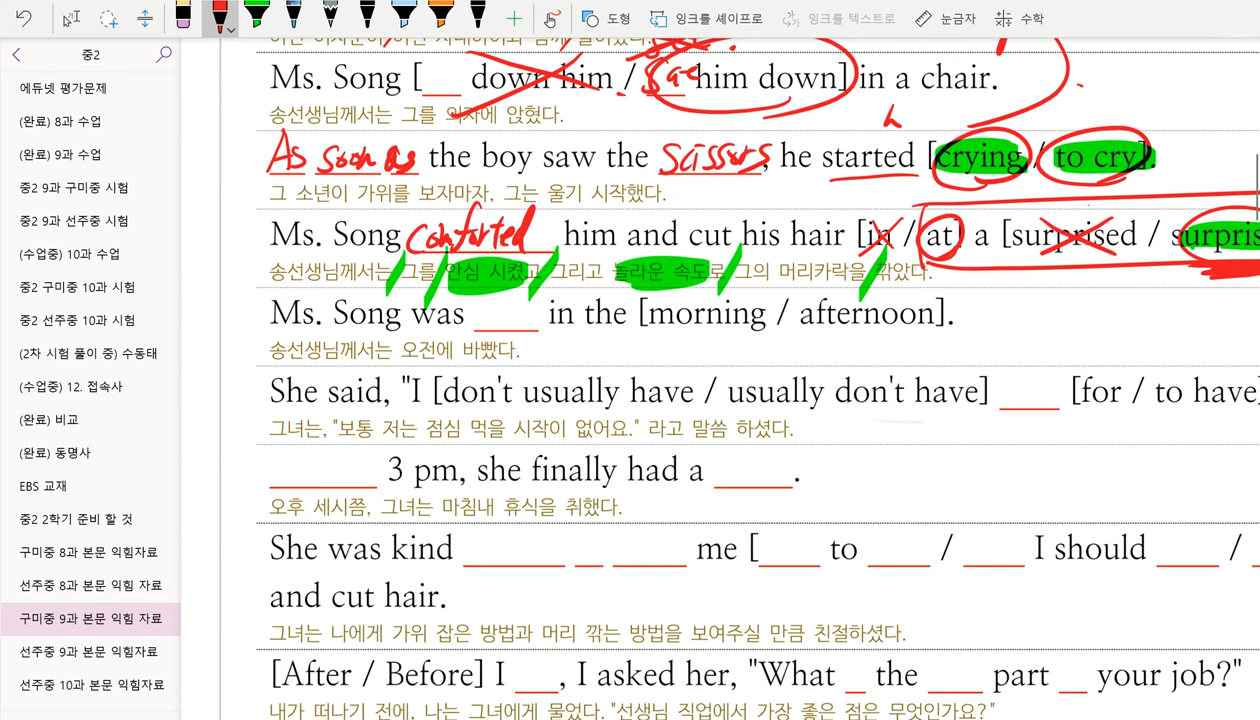 도형 잉크를 셰이프로 잉크를 텍스트로 눈금자 수학
중2
에듀넷 평가문제
(완료) 8과 수업
(완료) 9과 수업
중2 9과 구미중 시험
중2 9과 선주중 시험
(수업중) 10과 수업
중2 구미중 10과 시험
중2 선주중 10과 시험
(2차 시험 풀이 중) 수동태
(수업중) 12. 접속사
(완료) 비교
(완료) 동명사
EBS 교재
중2 2학기 준비 할 것
구미중 8과 본문 익힘자료
선주중 8과 본문 익힘 자료
구미중 9과 본문 익힘 자료
선주중 9과 본문 익힘자료
선주중 10과 본문 익힘자료
Ms. Song [__ down him / sat him down] in a chair.
송선생님께서는 그를 의자에 앉혔다.
As soon as the boy saw the scissors, he started [crying / to cry].
그 소년이 가위를 보자마자, 그는 울기 시작했다.
Ms. Song comforted him and cut his hair [in / at] a [surprised / surpris
송선생님께서는 그를 안심 시켰고 그리고 놀라운 속도로 그의 머리카락을 깎았다.
Ms. Song was ____ in the [morning / afternoon].
송선생님께서는 오전에 바빴다.
She said, "I [don't usually have / usually don't have] ____ [for / to have]
그녀는, "보통 저는 점심 먹을 시작이 없어요." 라고 말씀 하셨다.
____ 3 pm, she finally had a ____.
오후 세시쯤, 그녀는 마침내 휴식을 취했다.
She was kind ____ __ ____ me [____ to ____ / ____ I should ____ /
and cut hair.
그녀는 나에게 가위 잡은 방법과 머리 깎는 방법을 보여주실 만큼 친절하셨다.
[After / Before] I ___, I asked her, "What _ the ___ part __ your job?"
내가 떠나기 전에, 나는 그녀에게 물었다. "선생님 직업에서 가장 좋은 점은 무엇인가요?"